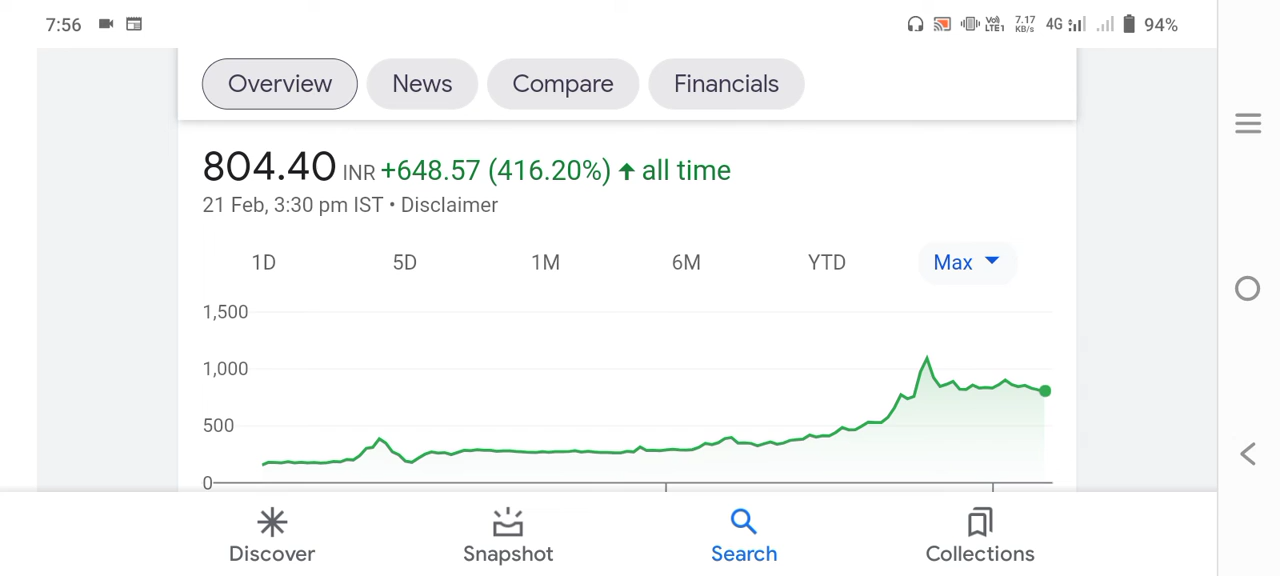 7:56 Vo) LTE1 7.17 KB/s 4G 94%
Overview News Compare Financials
804.40 INR +648.57 (416.20%) ↑ all time
21 Feb, 3:30 pm IST • Disclaimer
1D 5D 1M 6M YTD Max
1,500
1,000
500
0
Discover Snapshot Search Collections